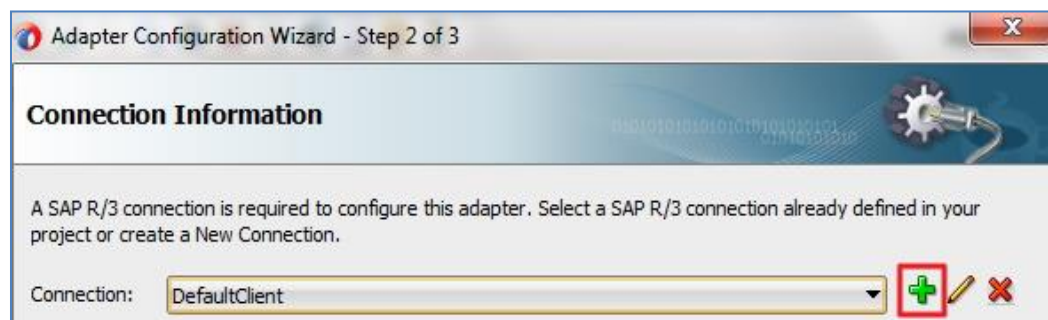 Adapter Configuration Wizard - Step 2 of 3
Connection Information
A SAP R/3 connection is required to configure this adapter. Select a SAP R/3 connection already defined in your
project or create a New Connection.
Connection: DefaultClient